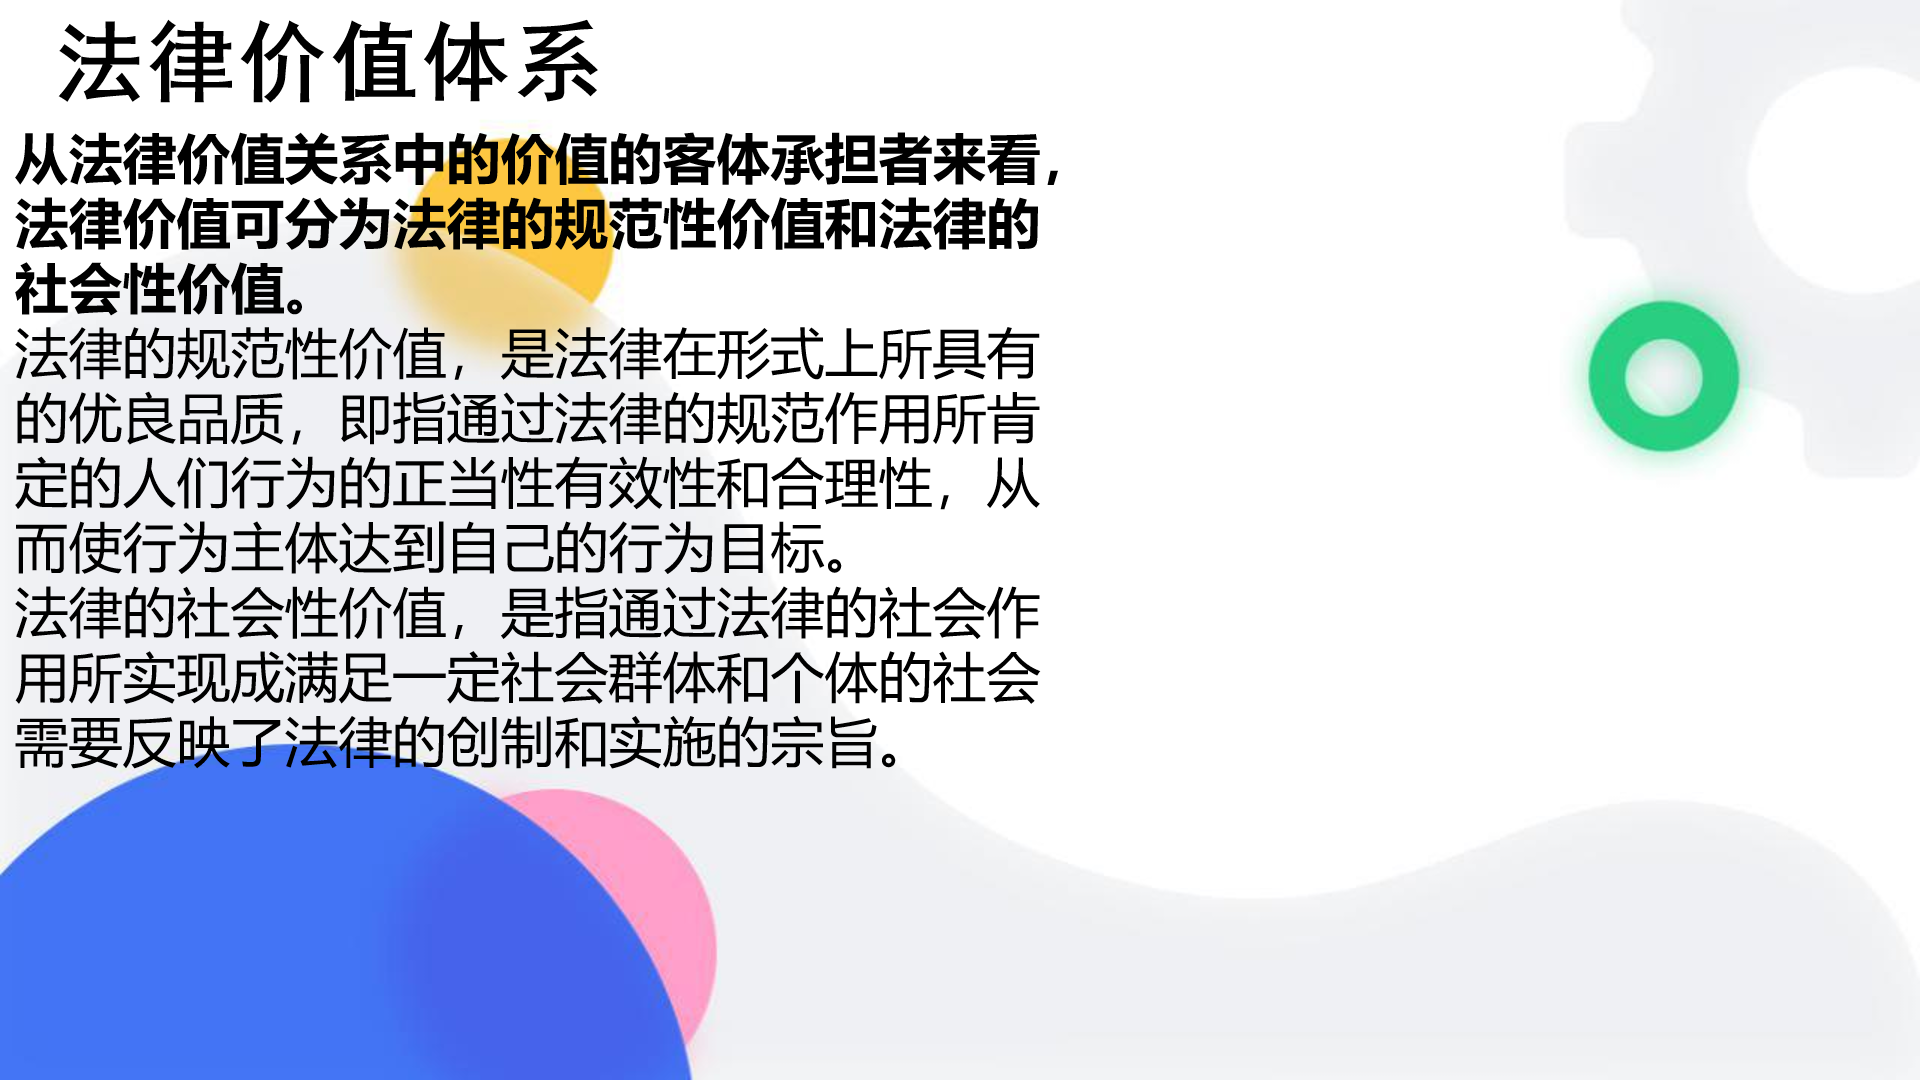 法律价值体系
从法律价值关系中的价值的客体承担者来看，
法律价值可分为法律的规范性价值和法律的
社会性价值。
法律的规范性价值，是法律在形式上所具有
的优良品质，即指通过法律的规范作用所肯
定的人们行为的正当性有效性和合理性，从
而使行为主体达到自己的行为目标。
法律的社会性价值，是指通过法律的社会作
用所实现成满足一定社会群体和个体的社会
需要反映了法律的创制和实施的宗旨。